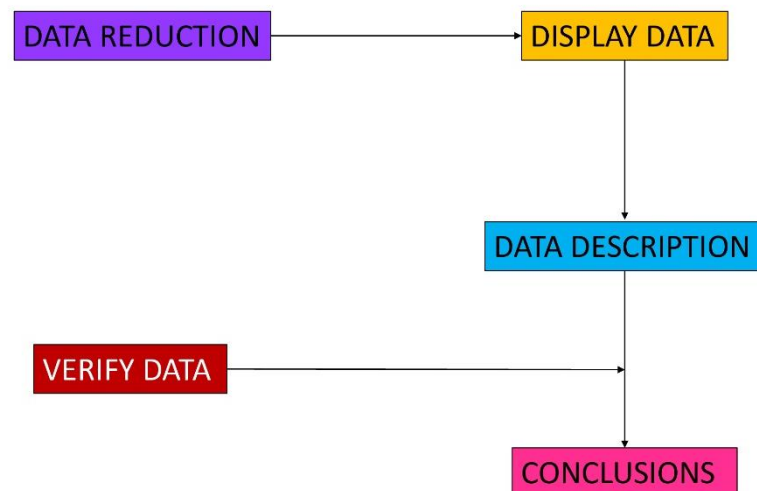 DATA REDUCTION
DISPLAY DATA
DATA DESCRIPTION
VERIFY DATA
CONCLUSIONS